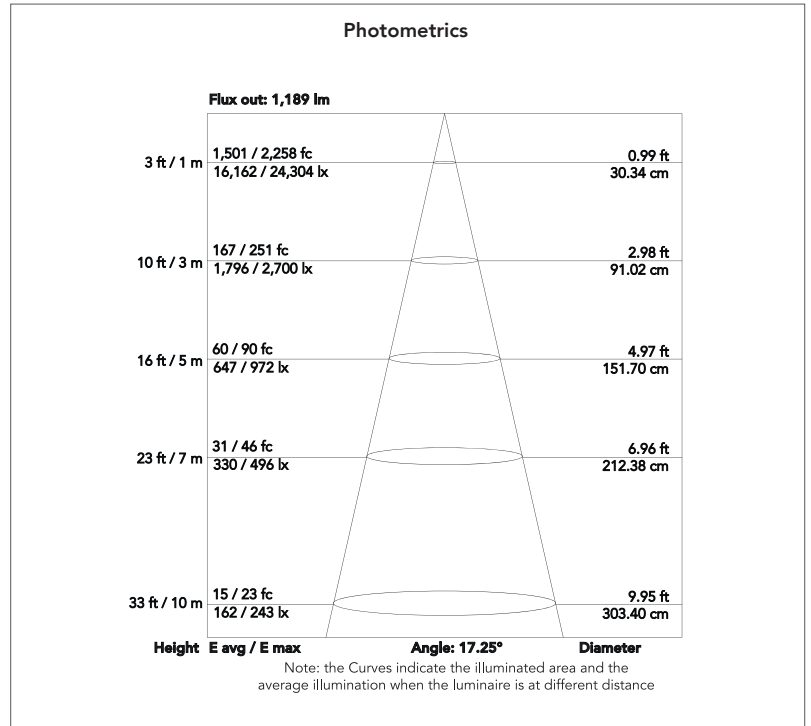 Photometrics
Flux out: 1,189 lm
3 ft / 1 m
1,501 / 2,258 fc
16,162 / 24,304 lx
0.99 ft
30.34 cm
10 ft / 3 m
167 / 251 fc
1,796 / 2,700 lx
2.98 ft
91.02 cm
16 ft / 5 m
60 / 90 fc
647 / 972 lx
4.97 ft
151.70 cm
23 ft / 7 m
31 / 46 fc
330 / 496 lx
6.96 ft
212.38 cm
33 ft / 10 m
15 / 23 fc
162 / 243 lx
9.95 ft
303.40 cm
Height E avg / E max Angle: 17.25° Diameter
Note: the Curves indicate the illuminated area and the
average illumination when the luminaire is at different distance